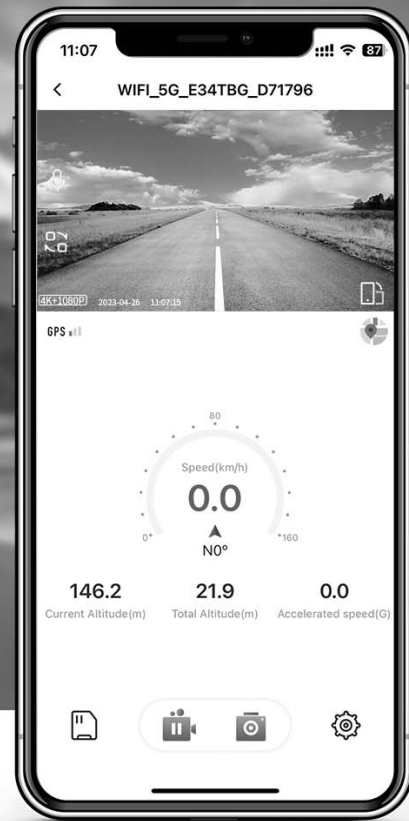 11:07
87
WIFI_5G_E34TBG_D71796
4K+1080P 2023-04-26 11:07:15
GPS
80
Speed(km/h)
0.0
0 160
N0°
146.2 21.9 0.0
Current Altitude(m) Total Altitude(m) Accelerated speed(G)